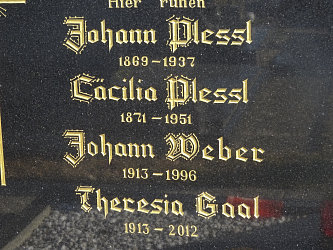 Hier ruhen
Johann Plessl
1869-1937
Cäcilia Plessl
1871-1951
Johann Weber
1913-1996
Theresia Gaal
1913-2012